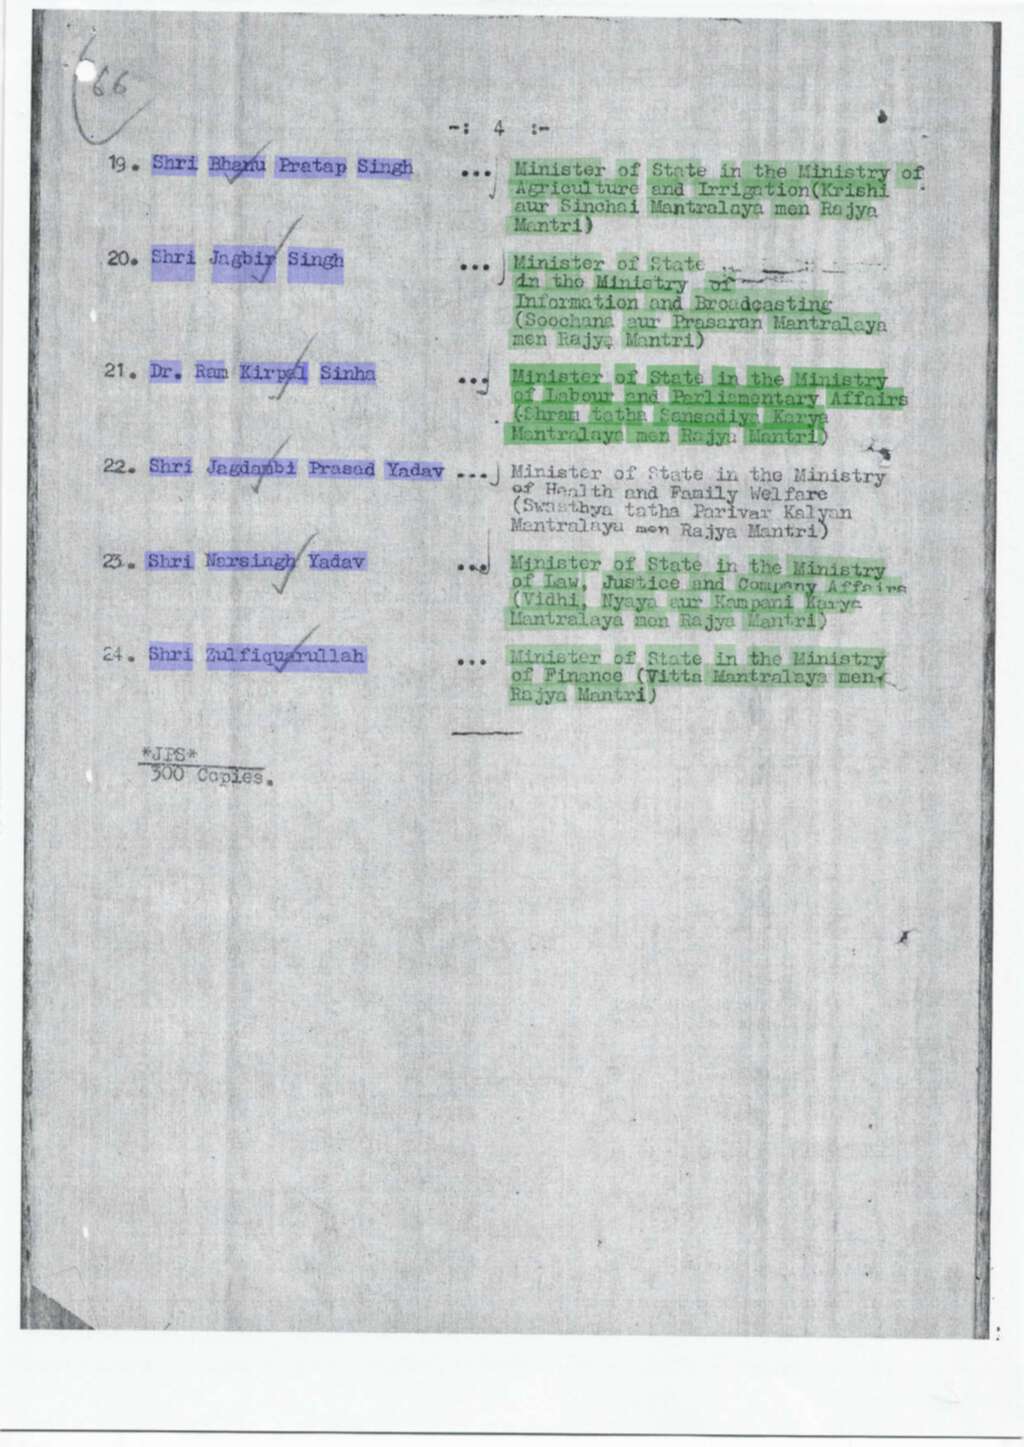 66
-: 4 :-
19. Shri Bhanu Pratap Singh ... Minister of State in the Ministry of
Agriculture and Irrigation(Krishi
aur Sinchai Mantralaya men Rajya
Mantri)
20. Shri Jagbir Singh ... Minister of State
in the Ministry of
Information and Broadcasting
(Soochana aur Prasaran Mantralaya
men Rajya Mantri)
21. Dr. Ram Kirpal Sinha ... Minister of State in the Ministry
of Labour and Parliamentary Affairs
(Shram tatha Sansadiya Karya
Mantralaya men Rajya Mantri)
22. Shri Jagdambi Prasad Yadav ... Minister of State in the Ministry
of Health and Family Welfare
(Swasthya tatha Parivar Kalyan
Mantralaya men Rajya Mantri)
23. Shri Narsingh Yadav ... Minister of State in the Ministry
of Law, Justice and Company Affairs
(Vidhi, Nyaya aur Kampani Karya
Mantralaya men Rajya Mantri)
24. Shri Zulfiquarullah ... Minister of State in the Ministry
of Finance (Vitta Mantralaya men
Rajya Mantri)
*JPS*
300 Copies.